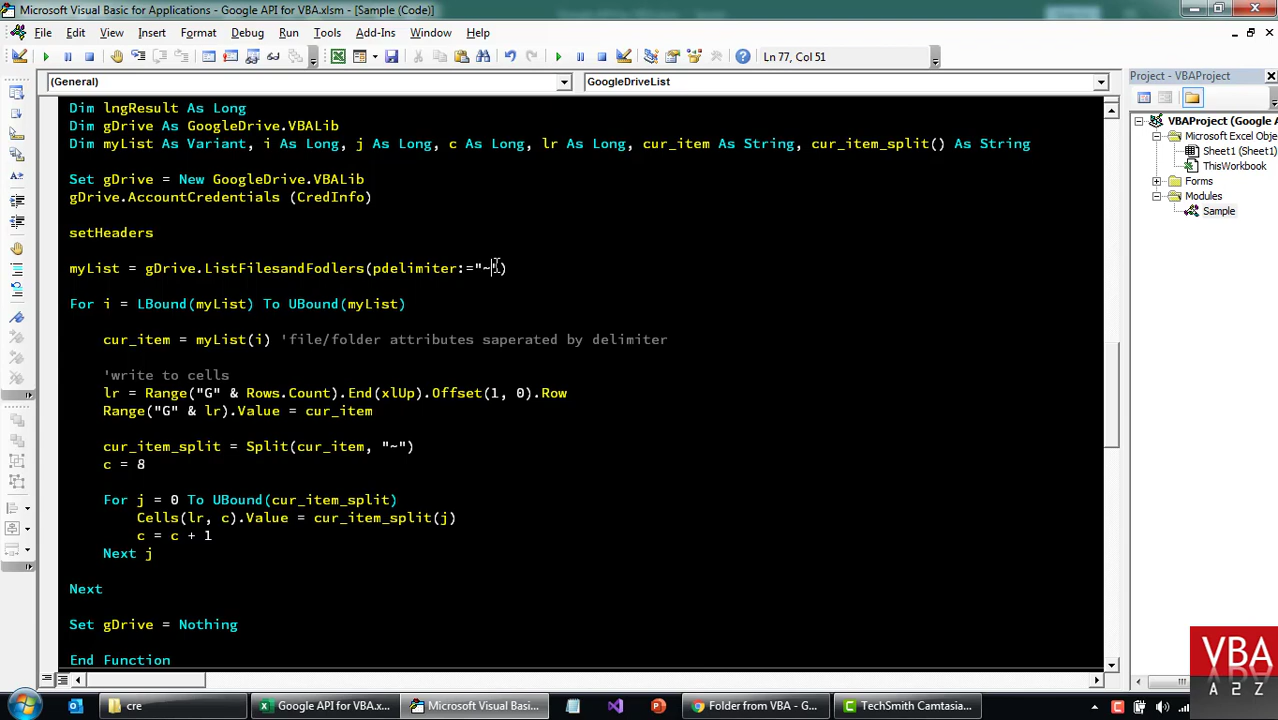 Microsoft Visual Basic for Applications - Google API for VBA.xlsm - [Sample (Code)]
File Edit View Insert Format Debug Run Tools Add-Ins Window Help
Ln 77, Col 51
(General) GoogleDriveList
Dim lngResult As Long
Dim gDrive As GoogleDrive.VBALib
Dim myList As Variant, i As Long, j As Long, c As Long, lr As Long, cur_item As String, cur_item_split() As String
Set gDrive = New GoogleDrive.VBALib
gDrive.AccountCredentials (CredInfo)
setHeaders
myList = gDrive.ListFilesandFodlers(pdelimiter:="~")
For i = LBound(myList) To UBound(myList)
cur_item = myList(i) 'file/folder attributes saperated by delimiter
'write to cells
lr = Range("G" & Rows.Count).End(xlUp).Offset(1, 0).Row
Range("G" & lr).Value = cur_item
cur_item_split = Split(cur_item, "~")
c = 8
For j = 0 To UBound(cur_item_split)
Cells(lr, c).Value = cur_item_split(j)
c = c + 1
Next j
Next
Set gDrive = Nothing
End Function
Project - VBAProject
VBAProject (Google A
Microsoft Excel Obje
Sheet1 (Sheet1)
ThisWorkbook
Forms
Modules
Sample
VBA
A 2 Z
cre
Google API for VBA.x...
Microsoft Visual Basi...
Folder from VBA - G...
TechSmith Camtasia...